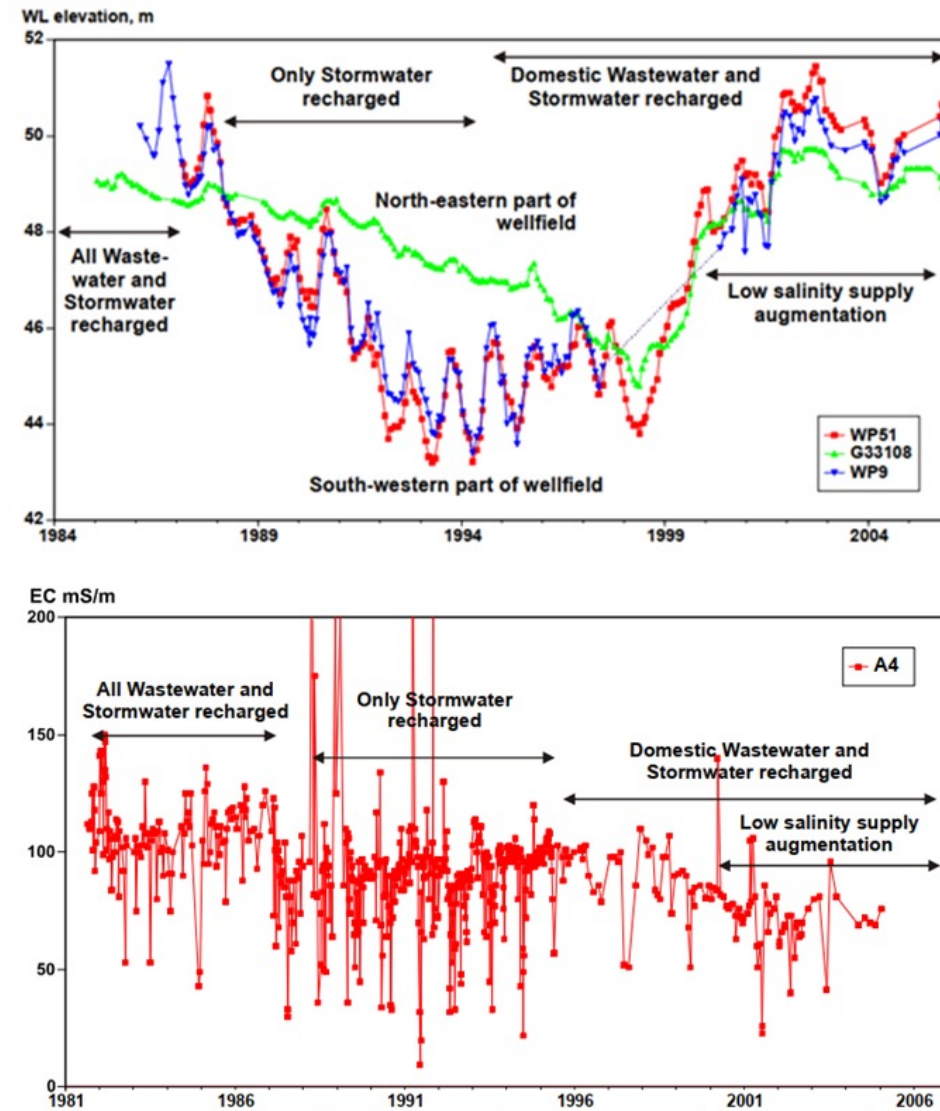 WL elevation, m
52
50
48
46
44
42
Only Stormwater
recharged
Domestic Wastewater and
Stormwater recharged
North-eastern part of
wellfield
All Waste-
water and
Stormwater
recharged
Low salinity supply
augmentation
WP51
G33108
WP9
South-western part of wellfield
1984 1989 1994 1999 2004
EC mS/m
200
150
100
50
0
A4
All Wastewater and
Stormwater recharged
Only Stormwater
recharged
Domestic Wastewater and
Stormwater recharged
Low salinity supply
augmentation
1981 1986 1991 1996 2001 2006